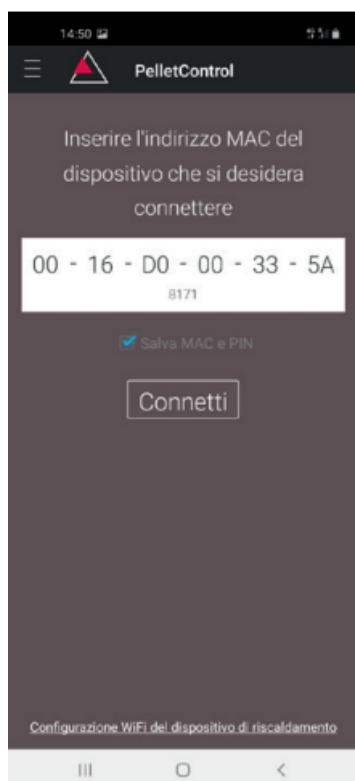 14:50
PelletControl
Inserire l'indirizzo MAC del
dispositivo che si desidera
connettere
00 - 16 - D0 - 00 - 33 - 5A
8171
Salva MAC e PIN
Connetti
Configurazione WiFi del dispositivo di riscaldamento